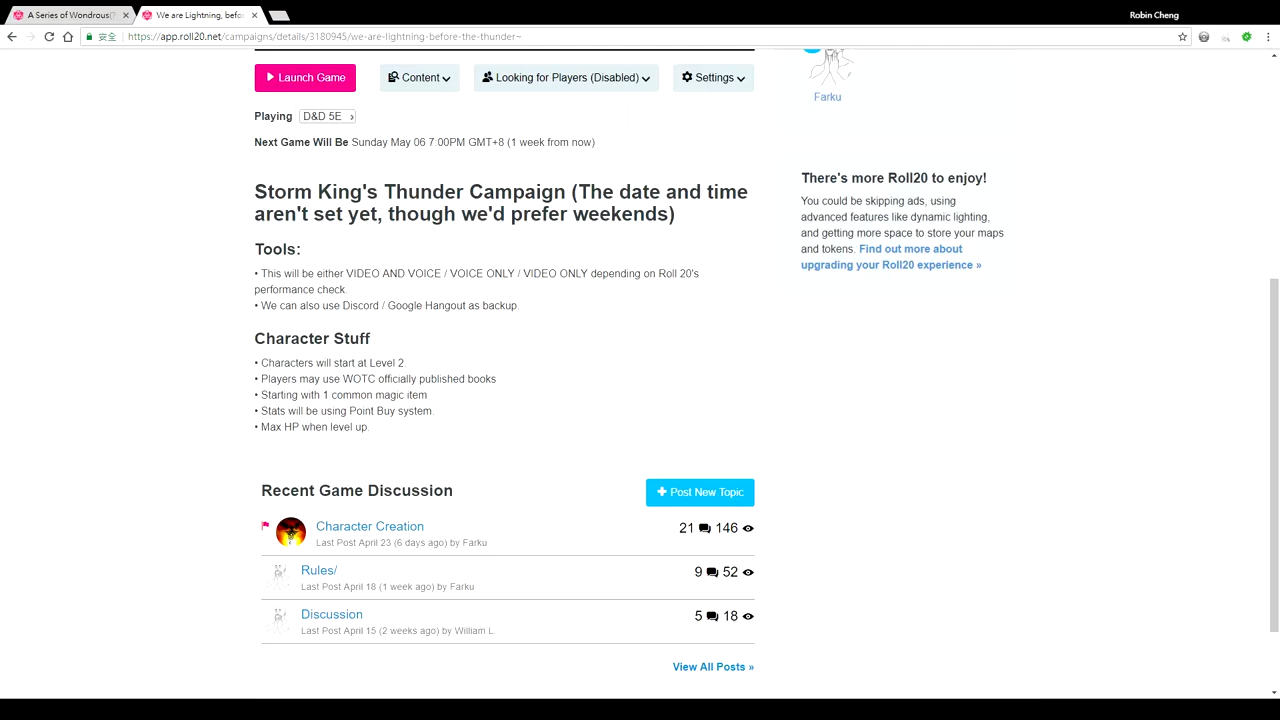 A Series of Wondrous(
We are Lightning, befo
Robin Cheng
安全 https://app.roll20.net/campaigns/details/3180945/we-are-lightning-before-the-thunder~
Launch Game
Content
Looking for Players (Disabled)
Settings
Farku
Playing D&D 5E
Next Game Will Be Sunday May 06 7:00PM GMT+8 (1 week from now)
Storm King's Thunder Campaign (The date and time
aren't set yet, though we'd prefer weekends)
Tools:
• This will be either VIDEO AND VOICE / VOICE ONLY / VIDEO ONLY depending on Roll 20's
performance check.
• We can also use Discord / Google Hangout as backup.
Character Stuff
• Characters will start at Level 2.
• Players may use WOTC officially published books
• Starting with 1 common magic item
• Stats will be using Point Buy system.
• Max HP when level up.
There's more Roll20 to enjoy!
You could be skipping ads, using
advanced features like dynamic lighting,
and getting more space to store your maps
and tokens. Find out more about
upgrading your Roll20 experience »
Recent Game Discussion
Post New Topic
Character Creation
21 146
Last Post April 23 (6 days ago) by Farku
Rules/
9 52
Last Post April 18 (1 week ago) by Farku
Discussion
5 18
Last Post April 15 (2 weeks ago) by William L.
View All Posts »